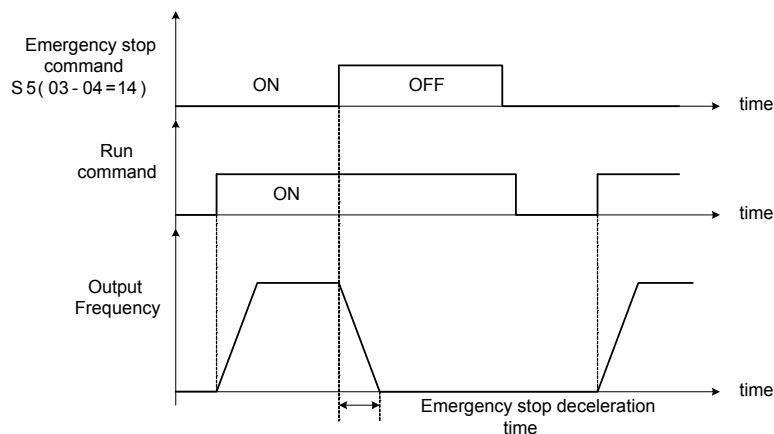 Emergency stop
command
S5(03-04=14)
ON
OFF
time
Run
command
ON
time
Output
Frequency
time
Emergency stop deceleration
time